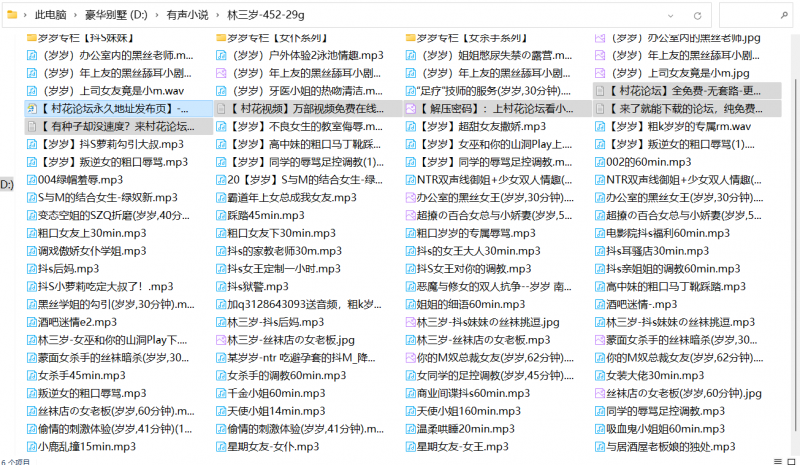 此电脑 > 豪华别墅 (D:) > 有声小说 > 林三岁-452-29g
岁岁专栏【抖S妹妹】
岁岁专栏【女仆系列】
岁岁专栏【女杀手系列】
（岁岁）办公室内的黑丝老师.jpg
（岁岁）办公室内的黑丝老师.m...
（岁岁）户外体验2泳池情趣.mp3
（岁岁）姐姐憋尿失禁の露营.m...
（岁岁）年上友的黑丝舔耳小剧...
（岁岁）年上友的黑丝舔耳小剧...
（岁岁）年上友的黑丝舔耳小剧...
（岁岁）年上友的黑丝舔耳小剧...
（岁岁）上司女友竟是小m.jpg
（岁岁）上司女友竟是小m.wav
（岁岁）牙医小姐的热吻清洁.m...
"足疗"技师的服务(岁岁,30分钟)....
【 村花论坛】全免费-无套路-更...
【 村花论坛永久地址发布页】-...
【 村花视频】万部视频免费在线...
【 解压密码】：上村花论坛看小...
【 来了就能下载的论坛，纯免费...
【 有种子却没速度？来村花论坛...
【岁岁】不良女生的教室侮辱.m...
【岁岁】超甜女友撒娇.mp3
【岁岁】粗k岁岁的专属rm.wav
【岁岁】抖S萝莉勾引大叔.mp3
【岁岁】高中妹的粗口马丁靴踩...
【岁岁】女巫和你的山洞Play上....
【岁岁】叛逆女的粗口辱骂(1)....
【岁岁】叛逆女的粗口辱骂.mp3
【岁岁】同学的辱骂足控调教(1)...
【岁岁】同学的辱骂足控调教.m...
002的60min.mp3
004绿帽羞辱.mp3
20【岁岁】S与M的结合女生-绿...
NTR双声线御姐+少女双人情趣(...
NTR双声线御姐+少女双人情趣(...
S与M的结合女生-绿奴新.mp3
霸道年上女总成我女友.mp3
办公室的黑丝女王(岁岁,30分钟)....
办公室的黑丝女王(岁岁,30分钟)....
变态空姐的SZQ折磨(岁岁,40分...
踩踏45min.mp3
超撩の百合女总与小娇妻(岁岁,5...
超撩の百合女总与小娇妻(岁岁,5...
粗口女友上30min.mp3
粗口女友下30min.mp3
粗口岁岁的专属辱骂.mp3
电影院抖s福利60min.mp3
调戏傲娇女仆学姐.mp3
抖s的家教老师30m.mp3
抖s的女王大人30min.mp3
抖s耳骚店30min.mp3
抖s后妈.mp3
抖s女王定制一小时.mp3
抖S女王对你的调教.mp3
抖s亲姐姐的调教60min.mp3
抖S小萝莉吃定大叔了！.mp3
抖s狱警.mp3
恶魔与修女的双人抗争--岁岁 南...
高中妹的粗口马丁靴踩踏.mp3
黑丝学姐的勾引(岁岁,30分钟).m...
加q3128643093送音频，粗k岁...
姐姐的细语60min.mp3
酒吧迷情-.mp3
酒吧迷情e2.mp3
林三岁-抖s后妈.mp3
林三岁-抖s妹妹の丝袜挑逗.jpg
林三岁-抖s妹妹の丝袜挑逗.mp3
林三岁-女巫和你的山洞Play下....
林三岁-丝袜店の女老板.jpg
林三岁-丝袜店の女老板.mp3
蒙面女杀手的丝袜暗杀(岁岁,30...
蒙面女杀手的丝袜暗杀(岁岁,30...
某岁岁-ntr 吃避孕套的抖M_降...
你的M奴总裁女友(岁岁,62分钟)....
你的M奴总裁女友(岁岁,62分钟)....
女杀手45min.mp3
女杀手的调教60min.mp3
女同学的足控调教(岁岁,45分钟)....
女装大佬30min.mp3
叛逆女的粗口辱骂.mp3
千金小姐60min.mp3
商业间谍抖s60min.mp3
丝袜店の女老板(岁岁,60分钟).jpg
丝袜店の女老板(岁岁,60分钟).m...
天使小姐14min.mp3
天使小姐160min.mp3
同学的辱骂足控调教.mp3
偷情的刺激体验(岁岁,41分钟)(1...
偷情的刺激体验(岁岁,41分钟)....
温柔哄睡20min.mp3
吸血鬼小姐姐60min.mp3
小鹿乱撞15min.mp3
星期女友-女仆.mp3
星期女友-女王.mp3
与居酒屋老板娘的独处.mp3
D:)
6 个项目